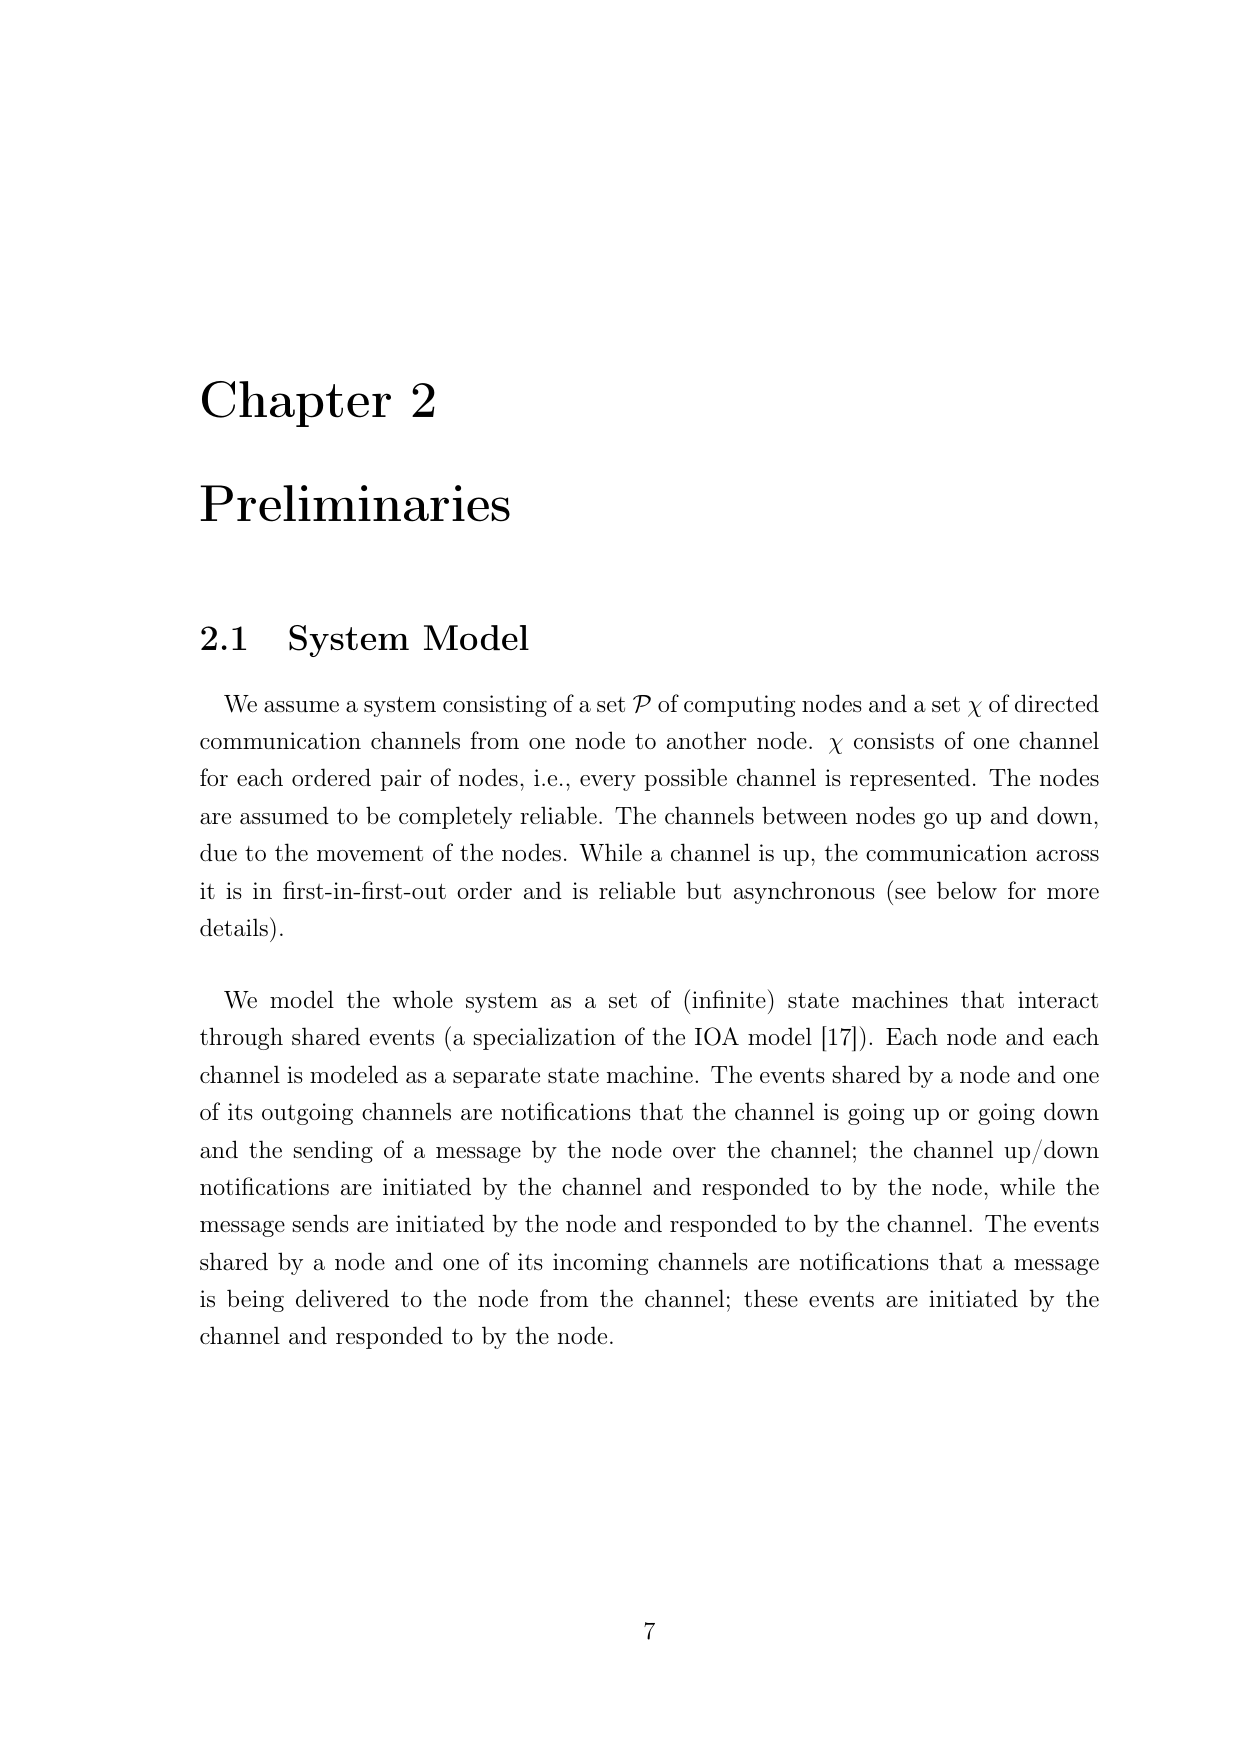 Chapter 2
Preliminaries
2.1 System Model
We assume a system consisting of a set 𝒫 of computing nodes and a set χ of directed
communication channels from one node to another node. χ consists of one channel
for each ordered pair of nodes, i.e., every possible channel is represented. The nodes
are assumed to be completely reliable. The channels between nodes go up and down,
due to the movement of the nodes. While a channel is up, the communication across
it is in first-in-first-out order and is reliable but asynchronous (see below for more
details).
We model the whole system as a set of (infinite) state machines that interact
through shared events (a specialization of the IOA model [17]). Each node and each
channel is modeled as a separate state machine. The events shared by a node and one
of its outgoing channels are notifications that the channel is going up or going down
and the sending of a message by the node over the channel; the channel up/down
notifications are initiated by the channel and responded to by the node, while the
message sends are initiated by the node and responded to by the channel. The events
shared by a node and one of its incoming channels are notifications that a message
is being delivered to the node from the channel; these events are initiated by the
channel and responded to by the node.
7